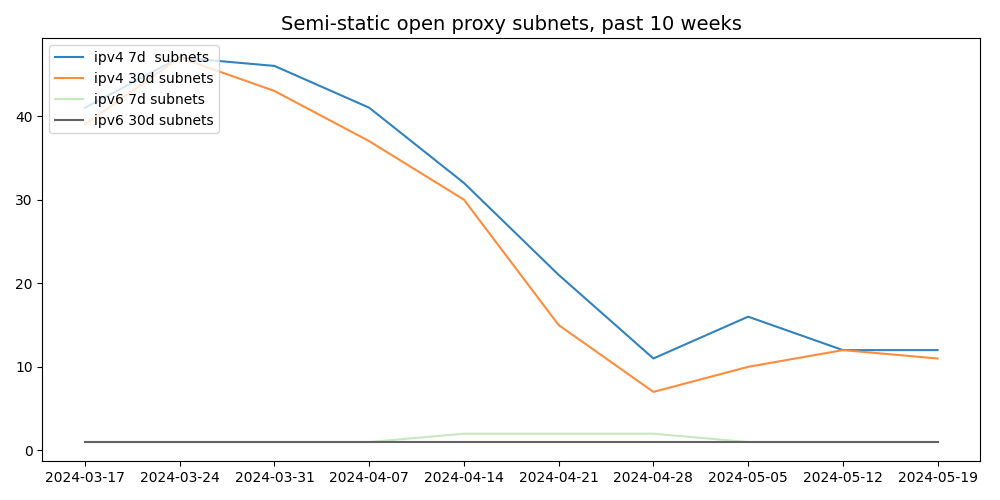 Semi-static open proxy subnets, past 10 weeks
ipv4 7d  subnets
ipv4 30d subnets
ipv6 7d subnets
ipv6 30d subnets
40
30
20
10
0
2024-03-17 2024-03-24 2024-03-31 2024-04-07 2024-04-14 2024-04-21 2024-04-28 2024-05-05 2024-05-12 2024-05-19